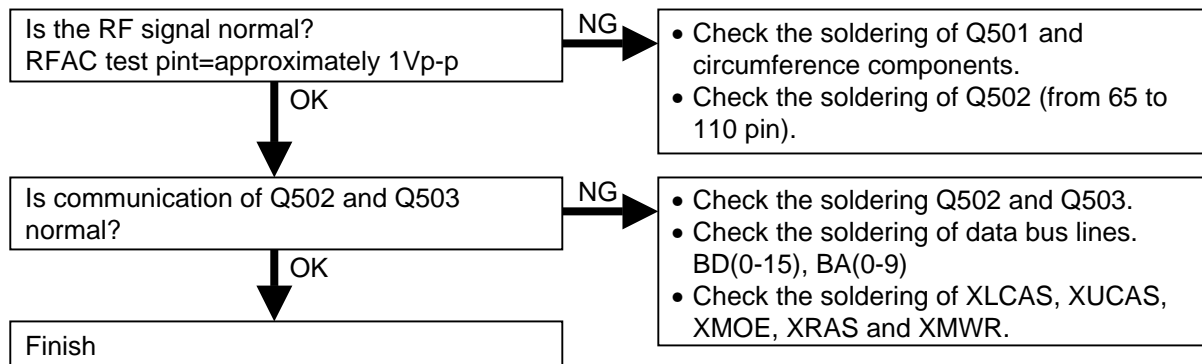 Is the RF signal normal?
RFAC test pint=approximately 1Vp-p
NG
• Check the soldering of Q501 and
circumference components.
• Check the soldering of Q502 (from 65 to
110 pin).
OK
Is communication of Q502 and Q503
normal?
NG
• Check the soldering Q502 and Q503.
• Check the soldering of data bus lines.
BD(0-15), BA(0-9)
• Check the soldering of XLCAS, XUCAS,
XMOE, XRAS and XMWR.
OK
Finish